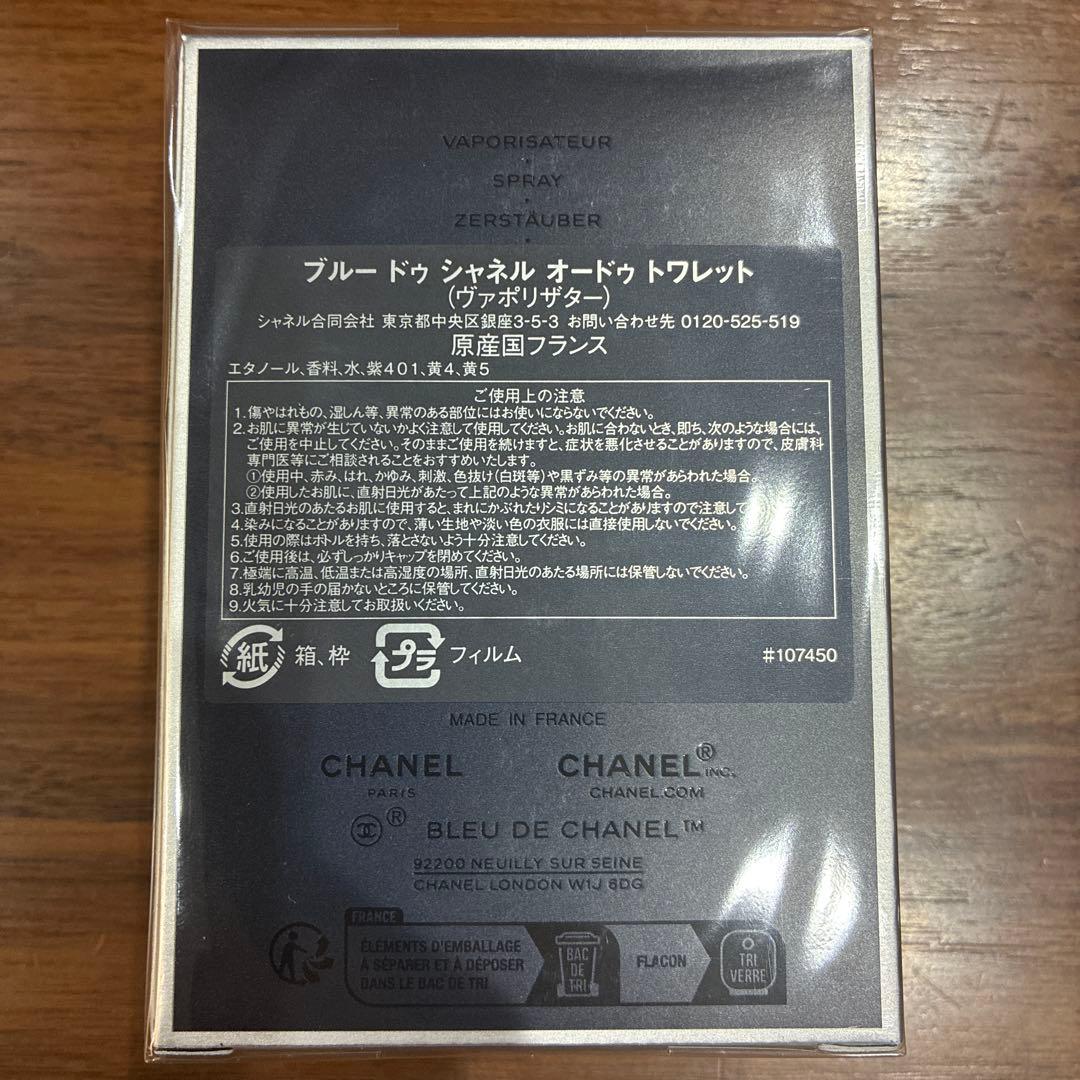 VAPORISATEUR
SPRAY
ZERSTÄUBER
ブルー ドゥ シャネル オードゥ トワレット
(ヴァポリザター)
シャネル合同会社 東京都中央区銀座3-5-3 お問い合わせ先 0120-525-519
原産国フランス
エタノール、香料、水、紫401、黄4、黄5
ご使用上の注意
1.傷やはれもの、湿しん等、異常のある部位にはお使いにならないでください。
2.お肌に異常が生じていないかよく注意して使用してください。お肌に合わないとき、即ち、次のような場合には、
ご使用を中止してください。そのままご使用を続けますと、症状を悪化させることがありますので、皮膚科
専門医等にご相談されることをおすすめいたします。
①使用中、赤み、はれ、かゆみ、刺激、色抜け(白斑等)や黒ずみ等の異常があらわれた場合。
②使用したお肌に、直射日光があたって上記のような異常があらわれた場合。
3.直射日光のあたるお肌に使用すると、まれにかぶれたりシミになることがありますので注意して
4.染みになることがありますので、薄い生地や淡い色の衣服には直接使用しないでください。
5.使用の際はボトルを持ち、落とさないよう十分注意してください。
6.ご使用後は、必ずしっかりキャップを閉めてください。
7.極端に高温、低温または高湿度の場所、直射日光のあたる場所には保管しないでください。
8.乳幼児の手の届かないところに保管してください。
9.火気に十分注意してお取扱いください。
紙 箱、枠 プラ フィルム #107450
MADE IN FRANCE
CHANEL CHANEL® INC.
PARIS CHANEL.COM
® BLEU DE CHANEL™
92200 NEUILLY SUR SEINE
CHANEL LONDON W1J 6DG
FRANCE
ÉLÉMENTS D'EMBALLAGE
À SÉPARER ET À DÉPOSER
DANS LE BAC DE TRI
BAC
DE
TRI
FLACON
TRI
VERRE